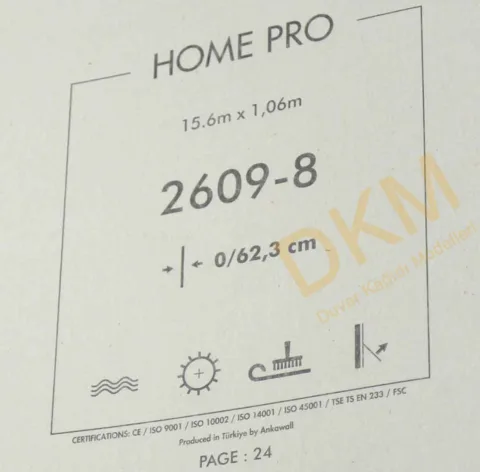 HOME PRO
15.6m x 1,06m
2609-8
0/62,3 cm
DKM
Duvar Kağıdı Modelleri
CERTIFICATIONS: CE / ISO 9001 / ISO 10002 / ISO 14001 / ISO 45001 / TSE TS EN 233 / FSC
Produced in Türkiye by Ankawall
PAGE : 24